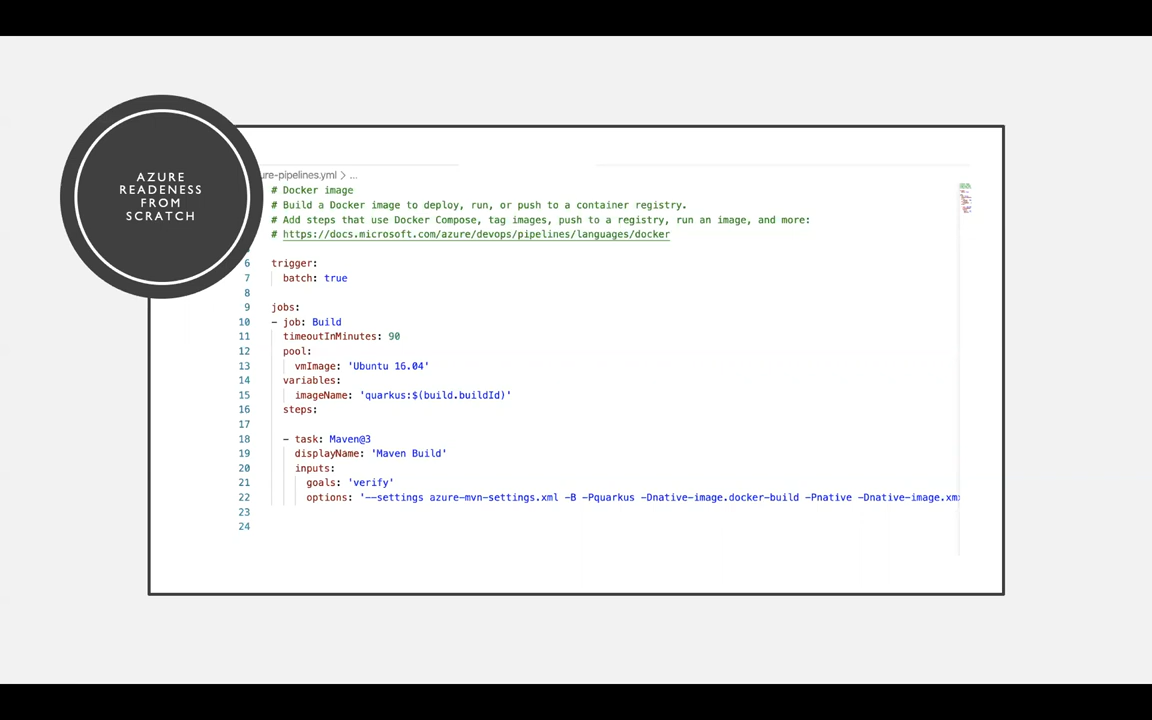 AZURE
READENESS
FROM
SCRATCH
ure-pipelines.yml > ...
# Docker image
# Build a Docker image to deploy, run, or push to a container registry.
# Add steps that use Docker Compose, tag images, push to a registry, run an image, and more:
# https://docs.microsoft.com/azure/devops/pipelines/languages/docker
6 trigger:
7 batch: true
8
9 jobs:
10 - job: Build
11 timeoutInMinutes: 90
12 pool:
13 vmImage: 'Ubuntu 16.04'
14 variables:
15 imageName: 'quarkus:$(build.buildId)'
16 steps:
17
18 - task: Maven@3
19 displayName: 'Maven Build'
20 inputs:
21 goals: 'verify'
22 options: '--settings azure-mvn-settings.xml -B -Pquarkus -Dnative-image.docker-build -Pnative -Dnative-image.xmx
23
24